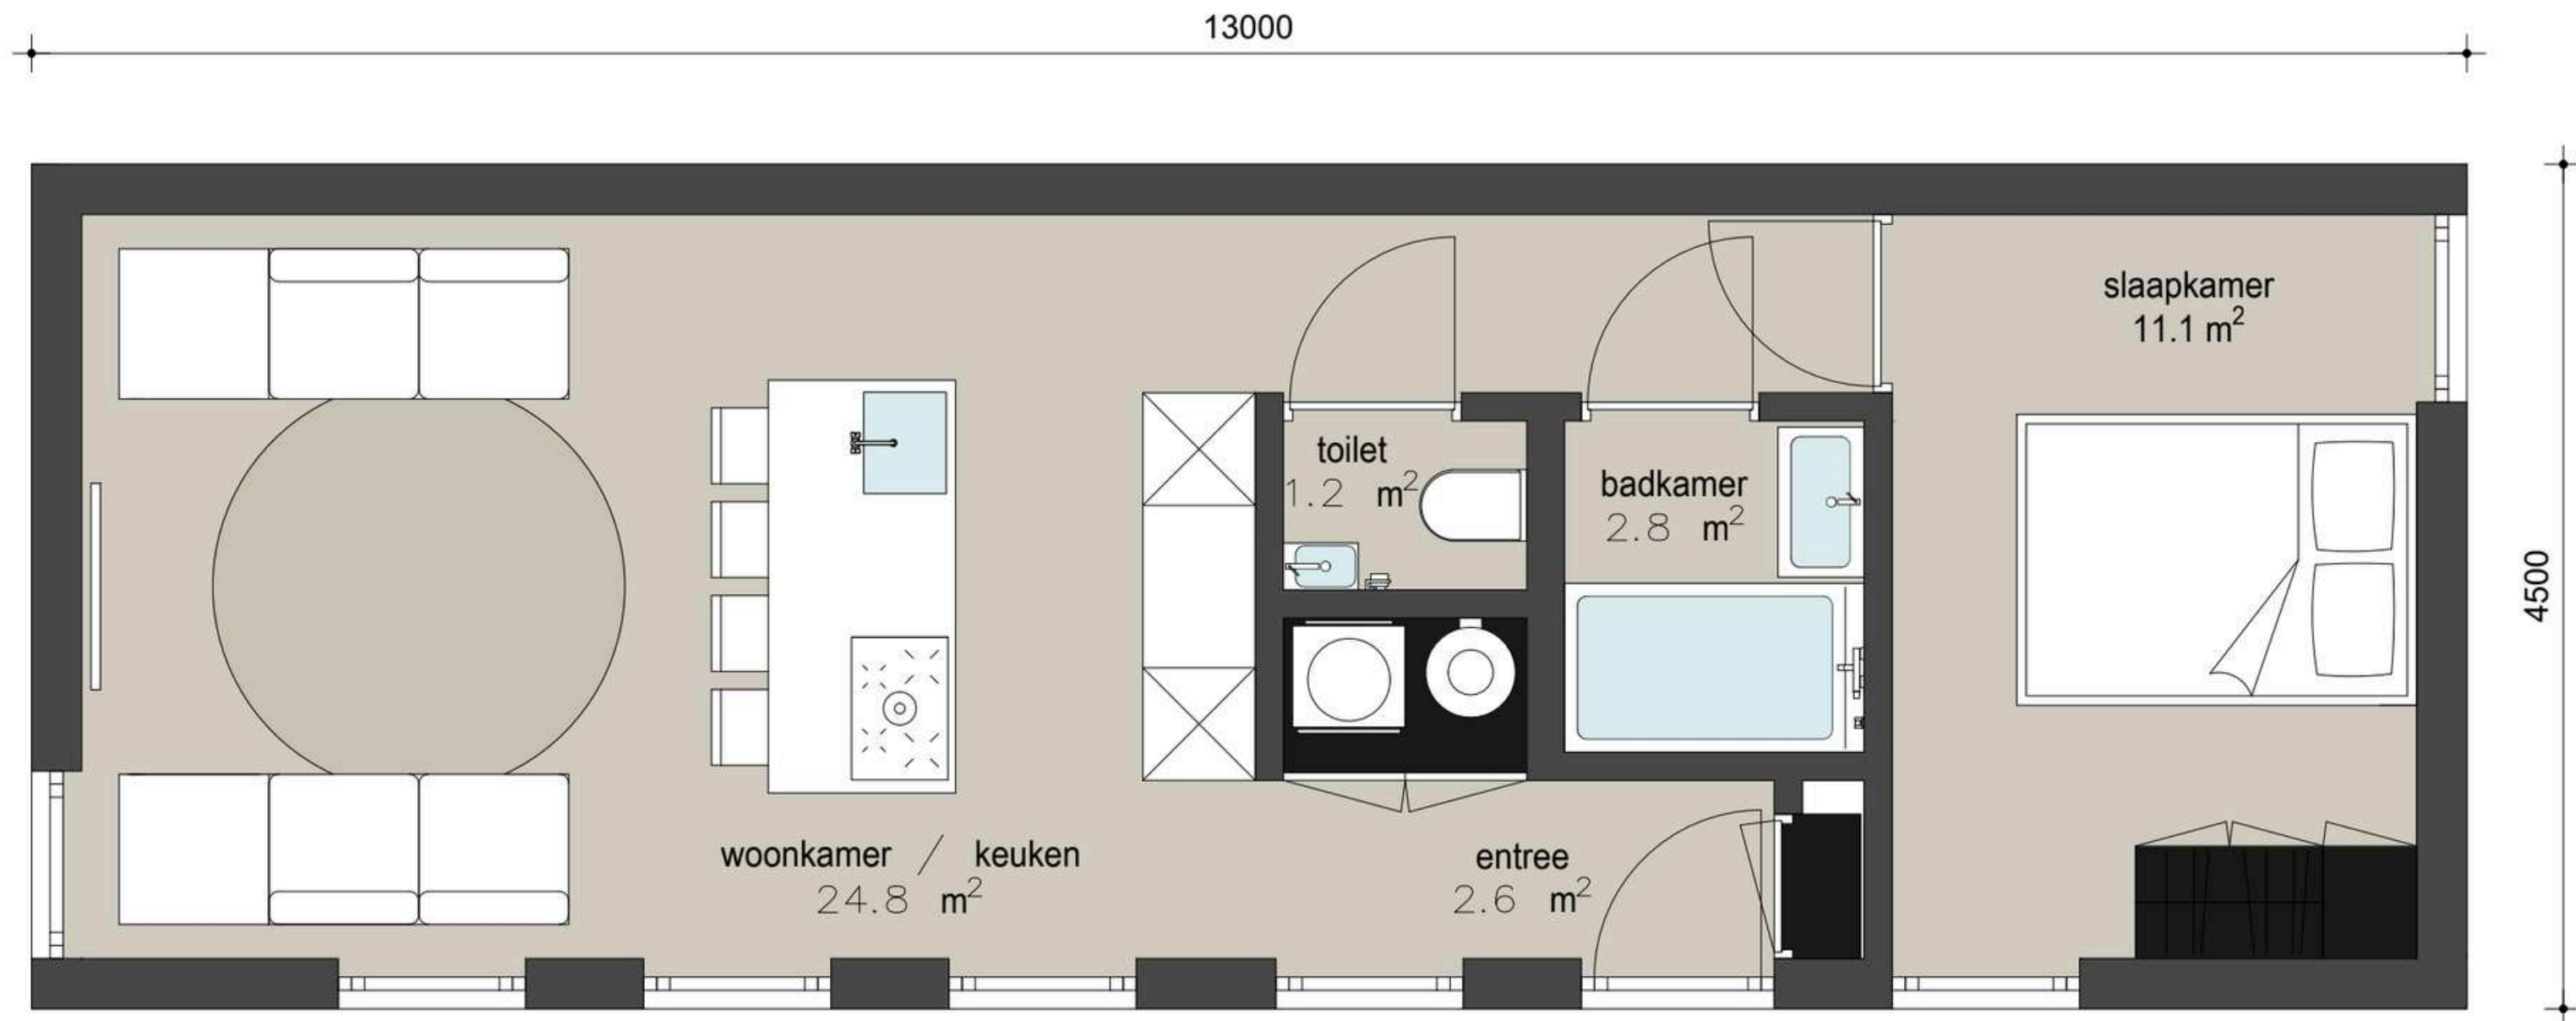 13000
slaapkamer
11.1 m²
toilet
1.2 m²
badkamer
2.8 m²
4500
woonkamer / keuken
24.8 m²
entree
2.6 m²